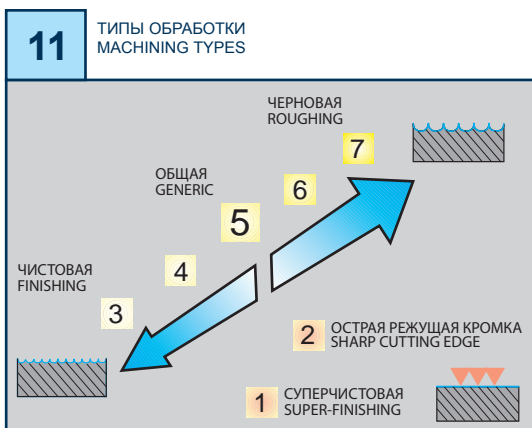 11
ТИПЫ ОБРАБОТКИ
MACHINING TYPES
ЧЕРНОВАЯ
ROUGHING
7
ОБЩАЯ
GENERIC
6
5
ЧИСТОВАЯ
FINISHING
4
3
2 ОСТРАЯ РЕЖУЩАЯ КРОМКА
SHARP CUTTING EDGE
1 СУПЕРЧИСТОВАЯ
SUPER-FINISHING